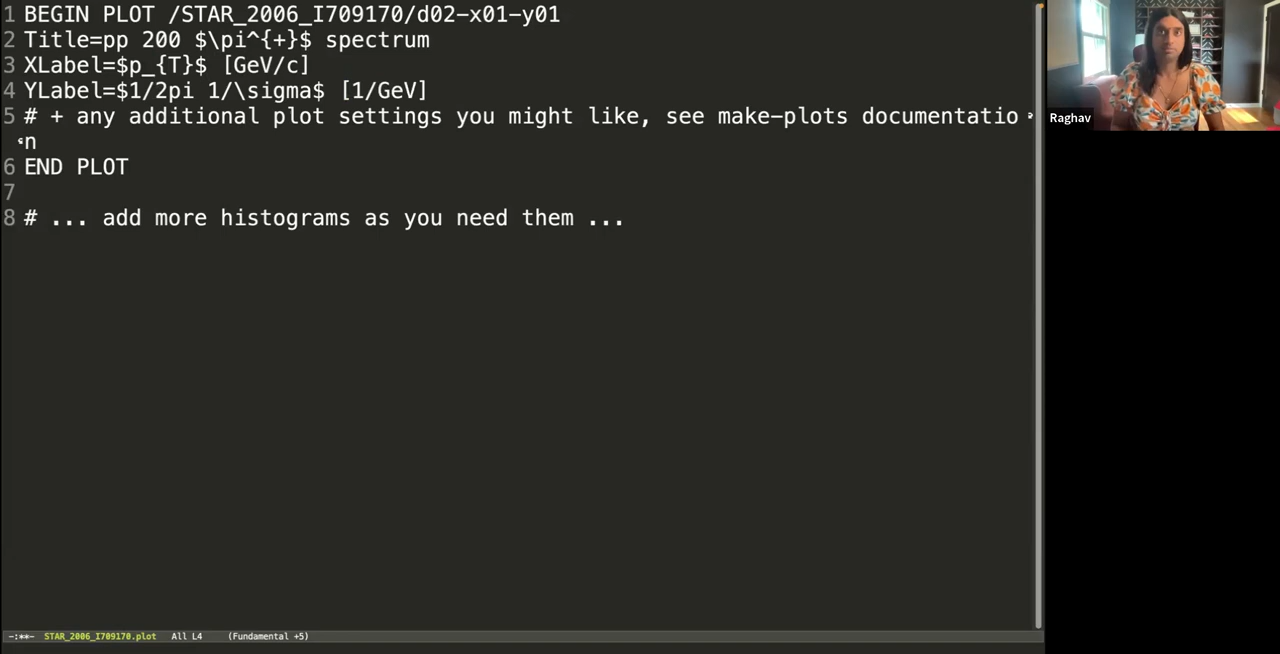 1 BEGIN PLOT /STAR_2006_I709170/d02-x01-y01
2 Title=pp 200 $\pi^{+}$ spectrum
3 XLabel=$p_{T}$ [GeV/c]
4 YLabel=$1/2pi 1/\sigma$ [1/GeV]
5 # + any additional plot settings you might like, see make-plots documentatio
n
6 END PLOT
7
8 # ... add more histograms as you need them ...
Raghav
-:**- STAR_2006_I709170.plot All L4 (Fundamental +5)